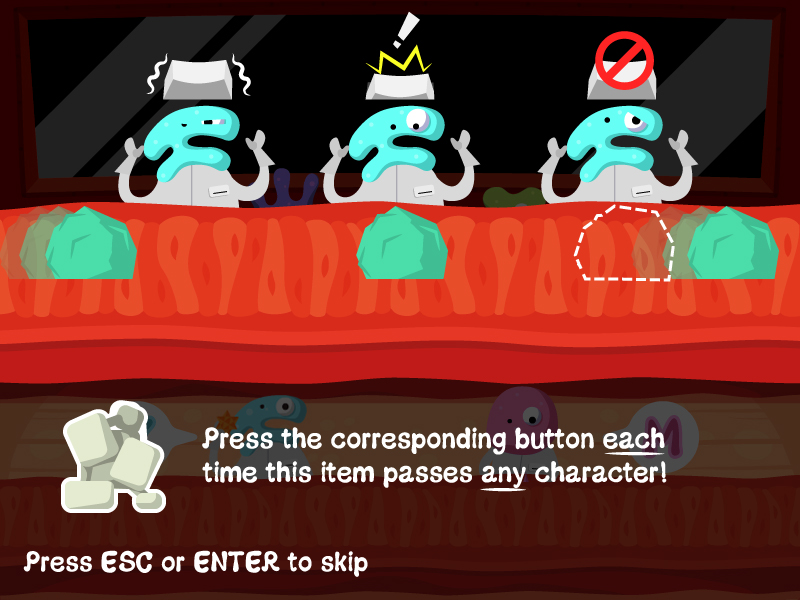 Press the corresponding button each
time this item passes any character!
M
Press ESC or ENTER to skip